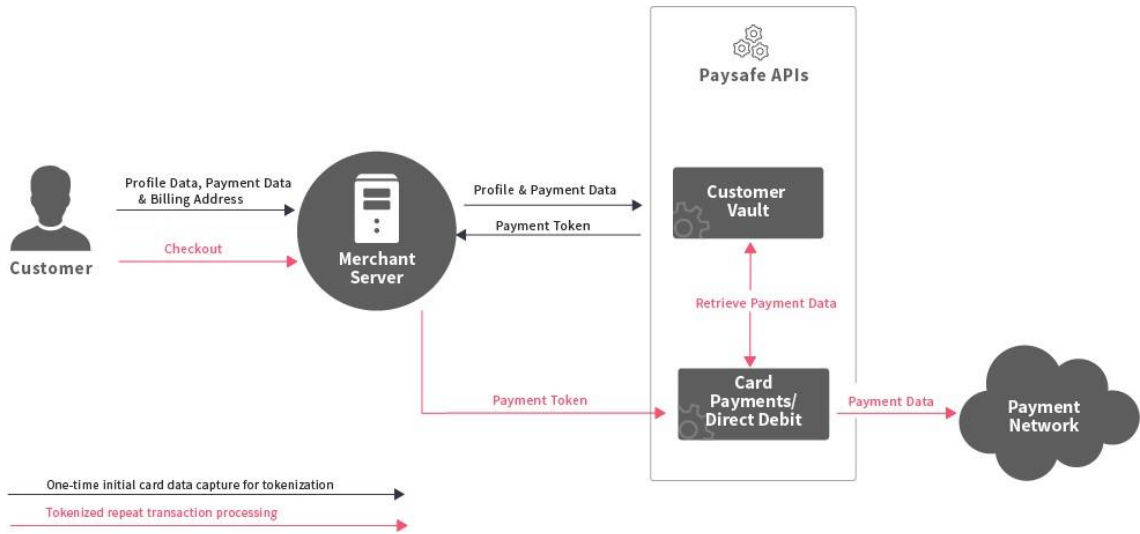 Paysafe APIs
Profile Data, Payment Data
& Billing Address
Checkout
Customer
Merchant
Server
Profile & Payment Data
Payment Token
Customer
Vault
Retrieve Payment Data
Payment Token
Card
Payments/
Direct Debit
Payment Data
Payment
Network
One-time initial card data capture for tokenization
Tokenized repeat transaction processing